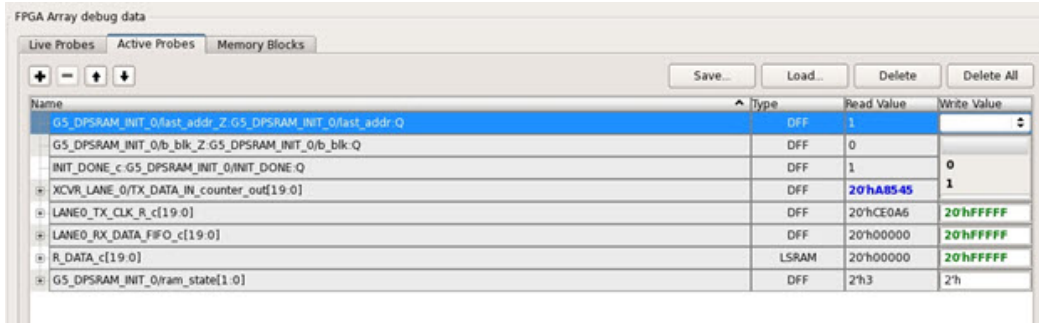 FPGA Array debug data
Live Probes Active Probes Memory Blocks
Save... Load... Delete Delete All
Name Type Read Value Write Value
G5_DPSRAM_INIT_0/last_addr_Z:G5_DPSRAM_INIT_0/last_addr:Q DFF 1
G5_DPSRAM_INIT_0/b_blk_Z:G5_DPSRAM_INIT_0/b_blk:Q DFF 0
INIT_DONE_c:G5_DPSRAM_INIT_0/INIT_DONE:Q DFF 1 0
XCVR_LANE_0/TX_DATA_IN_counter_out[19:0] DFF 20'hA8545 1
LANE0_TX_CLK_R_c[19:0] DFF 20'hCE0A6 20'hFFFFF
LANE0_RX_DATA_FIFO_c[19:0] DFF 20'h00000 20'hFFFFF
R_DATA_c[19:0] LSRAM 20'h00000 20'hFFFFF
G5_DPSRAM_INIT_0/ram_state[1:0] DFF 2'h3 2'h